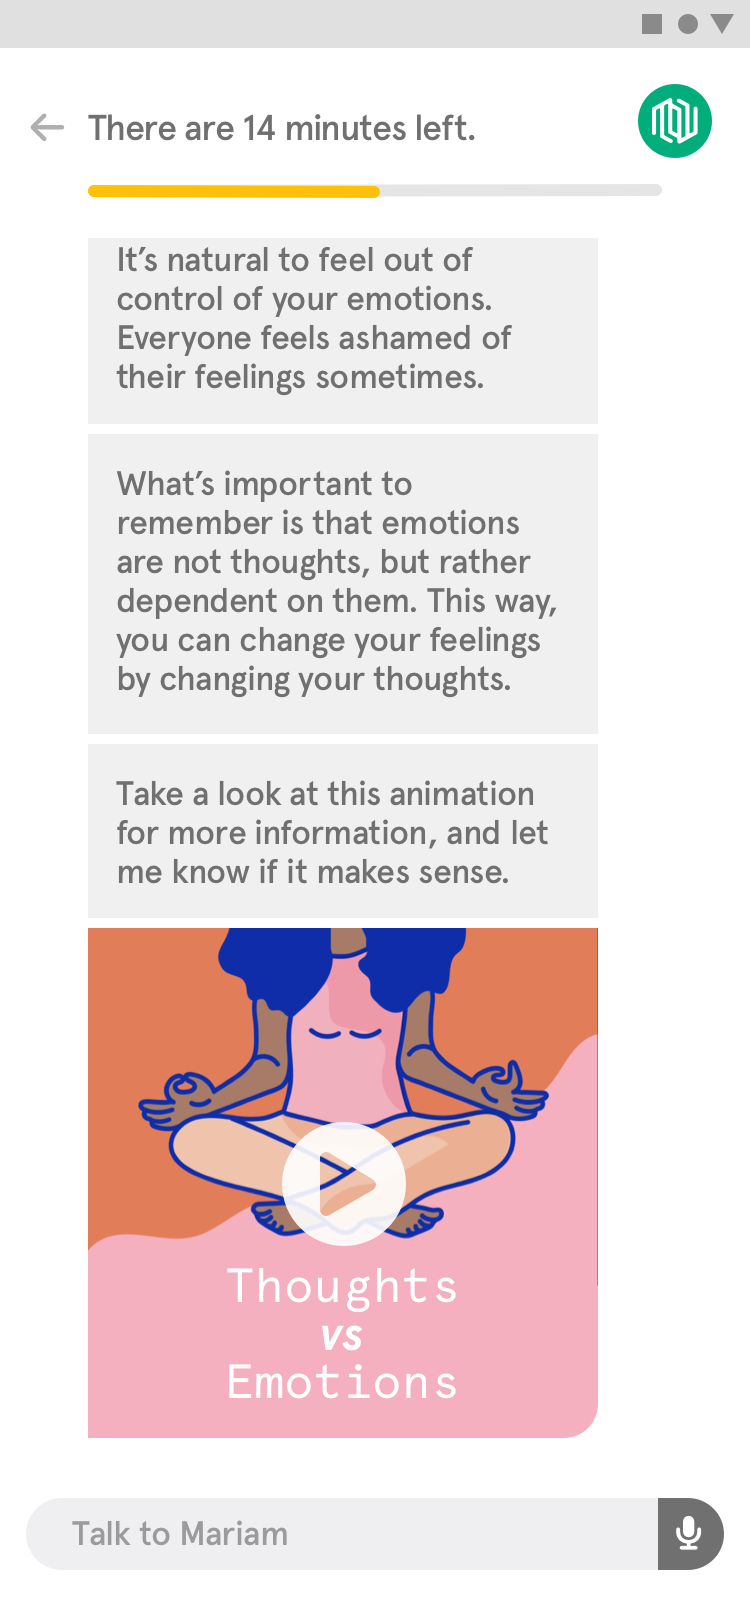 There are 14 minutes left.
It’s natural to feel out of
control of your emotions.
Everyone feels ashamed of
their feelings sometimes.
What’s important to
remember is that emotions
are not thoughts, but rather
dependent on them. This way,
you can change your feelings
by changing your thoughts.
Take a look at this animation
for more information, and let
me know if it makes sense.
Thoughts
vs
Emotions
Talk to Mariam